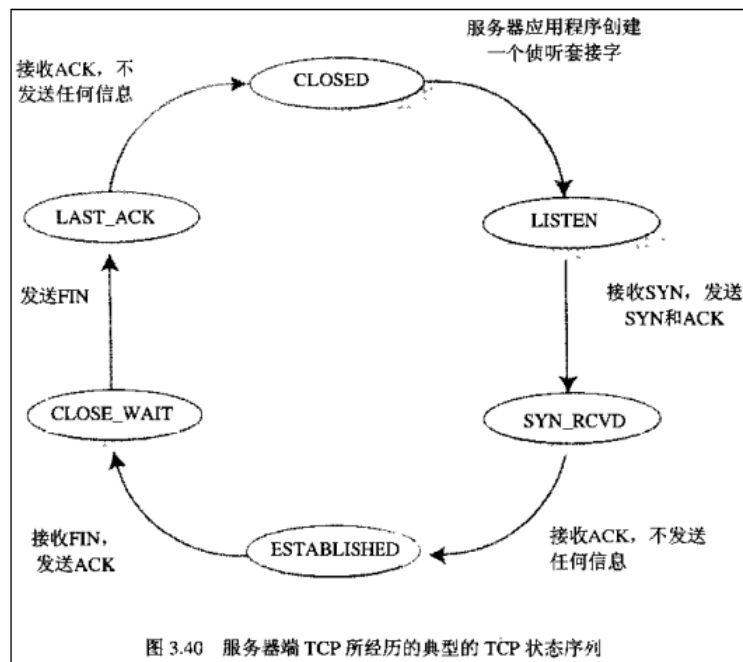 服务器应用程序创建
一个侦听套接字
接收ACK，不
发送任何信息
CLOSED
LAST_ACK
LISTEN
发送FIN
接收SYN，发送
SYN和ACK
CLOSE_WAIT
SYN_RCVD
接收FIN，
发送ACK
ESTABLISHED
接收ACK，不发送
任何信息
图 3.40 服务器端 TCP 所经历的典型的 TCP 状态序列